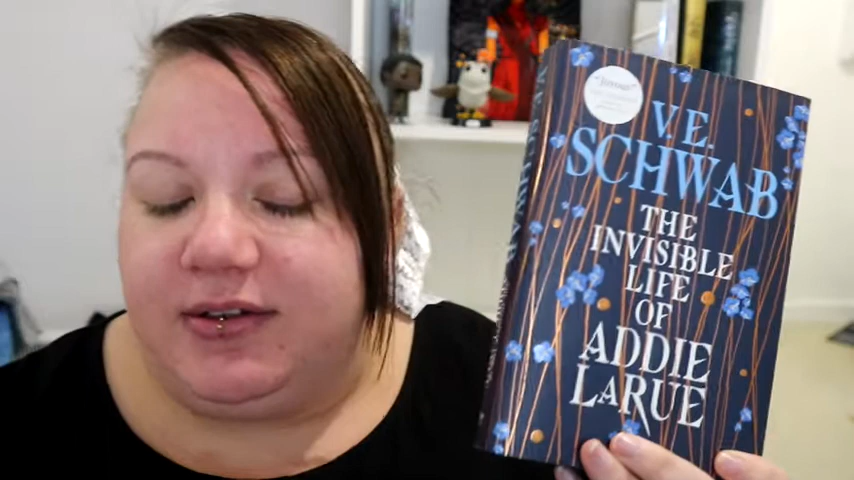 V.E.
SCHWAB
THE
INVISIBLE
LIFE
OF
ADDIE
LARUE